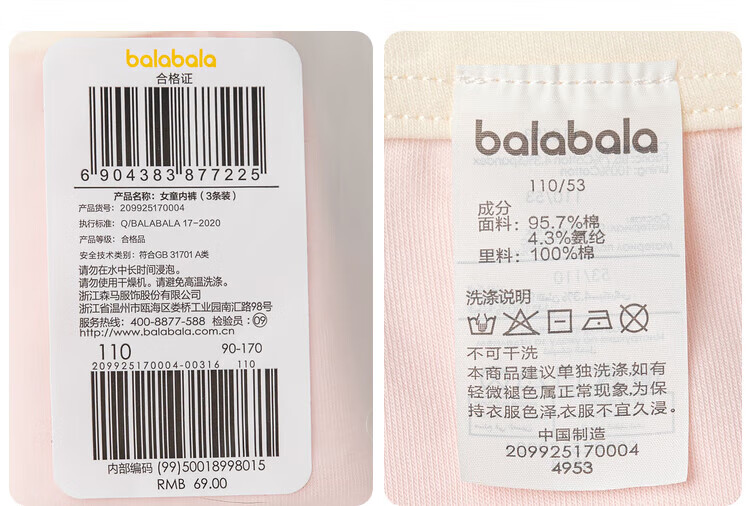 balabala
合格证
6 904383 877225
产品名称：女童内裤（3条装）
产品货号：209925170004
执行标准：Q/BALABALA 17-2020
产品等级：合格品
安全技术类别：符合GB 31701 A类
请勿在水中长时间浸泡。
请勿使用干燥机。请避免高温洗涤。
浙江森马服饰股份有限公司
浙江省温州市瓯海区娄桥工业园南汇路98号
服务热线：400-8877-588 检验员：09
http://www.balabala.com.cn
110 90-170
209925170004-00316 110
内部编码 (99)50018998015
RMB 69.00
balabala
110/53
成分
面料：95.7%棉
4.3%氨纶
里料：100%棉
洗涤说明
不可干洗
本商品建议单独洗涤,如有
轻微褪色属正常现象,为保
持衣服色泽,衣服不宜久浸。
中国制造
209925170004
4953